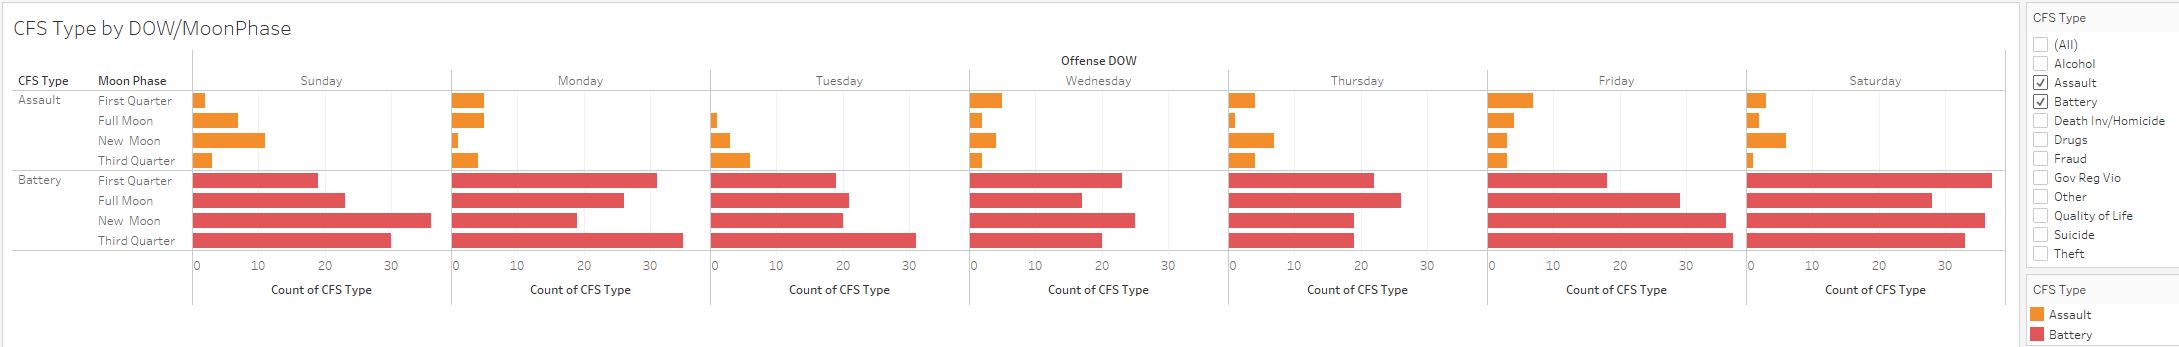 CFS Type by DOW/MoonPhase
Offense DOW
CFS Type Moon Phase Sunday Monday Tuesday Wednesday Thursday Friday Saturday
Assault First Quarter
Full Moon
New Moon
Third Quarter
Battery First Quarter
Full Moon
New Moon
Third Quarter
0 10 20 30 0 10 20 30 0 10 20 30 0 10 20 30 0 10 20 30 0 10 20 30 0 10 20 30
Count of CFS Type Count of CFS Type Count of CFS Type Count of CFS Type Count of CFS Type Count of CFS Type Count of CFS Type
CFS Type
(All)
Alcohol
Assault
Battery
Death Inv/Homicide
Drugs
Fraud
Gov Reg Vio
Other
Quality of Life
Suicide
Theft
CFS Type
Assault
Battery